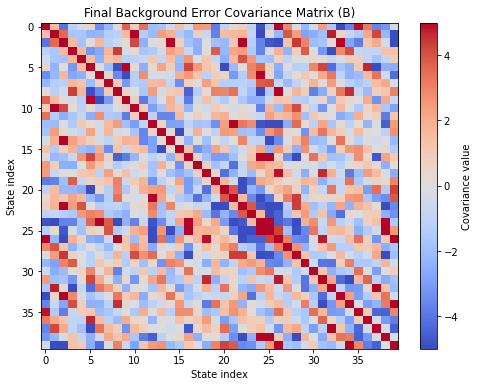 Final Background Error Covariance Matrix (B)
0
5
10
15
20
25
30
35
State index
0 5 10 15 20 25 30 35
State index
4
2
0
−2
−4
Covariance value